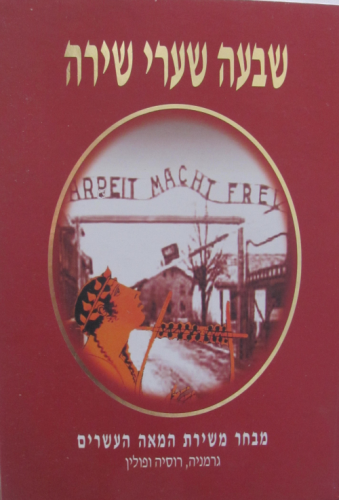 שבעה שערי שירה
ARBEIT MACHT FREI
מבחר משירת המאה העשרים
גרמניה, רוסיה ופולין